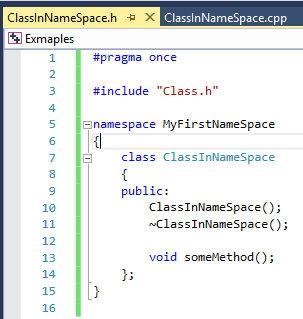 ClassInNameSpace.h ClassInNameSpace.cpp
Exmaples
1 #pragma once
2
3 #include "Class.h"
4
5 namespace MyFirstNameSpace
6 {
7 class ClassInNameSpace
8 {
9 public:
10 ClassInNameSpace();
11 ~ClassInNameSpace();
12
13 void someMethod();
14 };
15 }
16